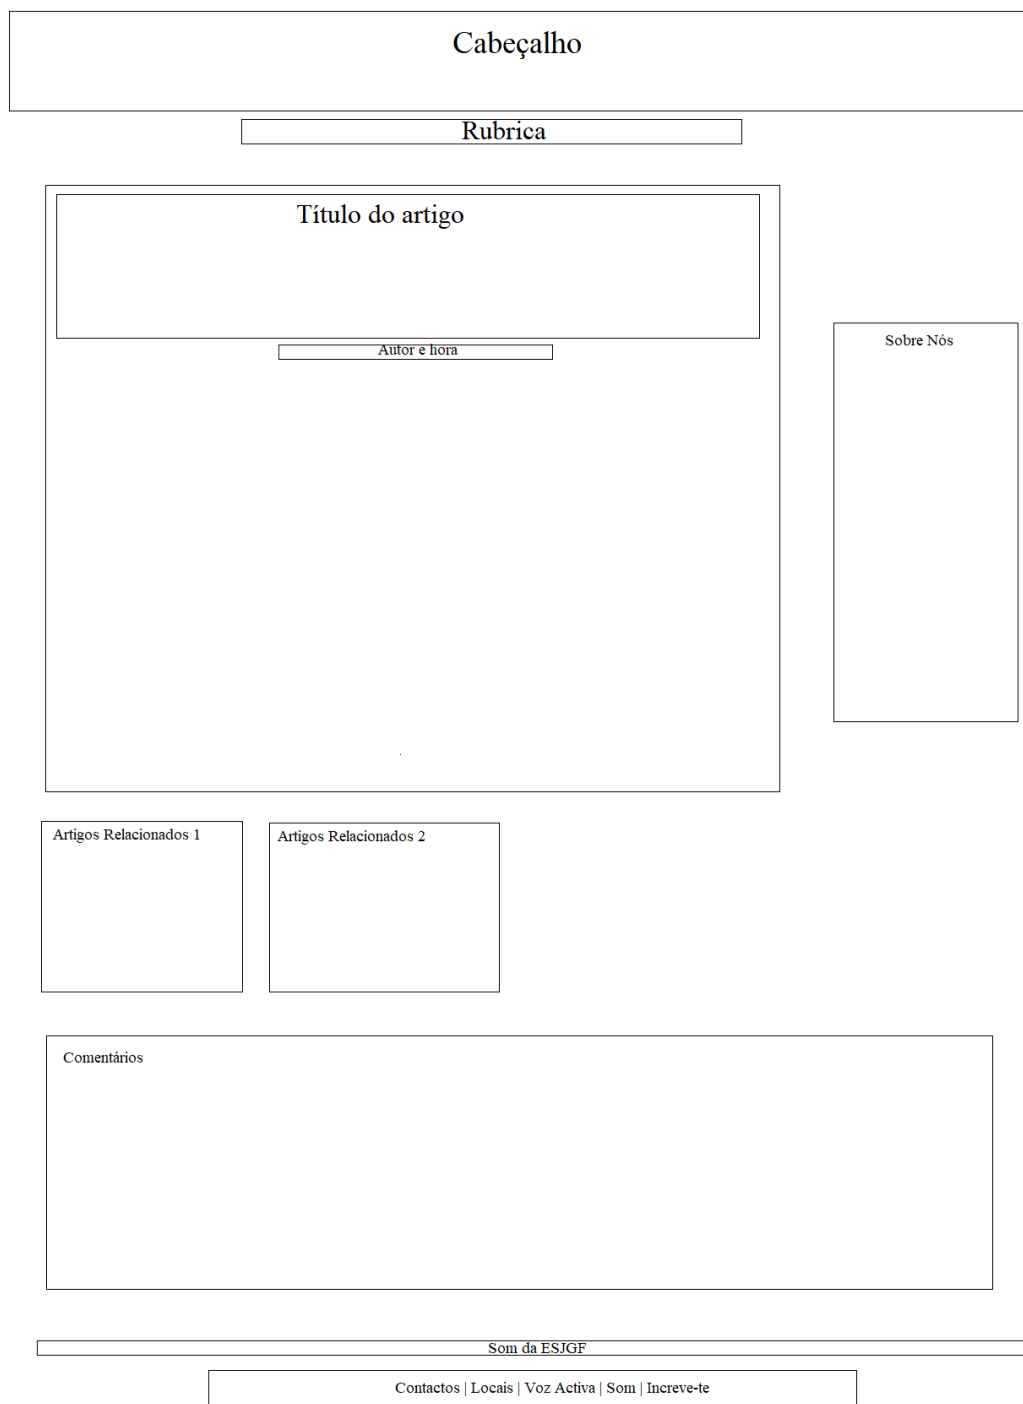 Cabeçalho
Rubrica
Título do artigo
Autor e hora
Sobre Nós
Artigos Relacionados 1
Artigos Relacionados 2
Comentários
Som da ESJGF
Contactos | Locais | Voz Activa | Som | Increve-te